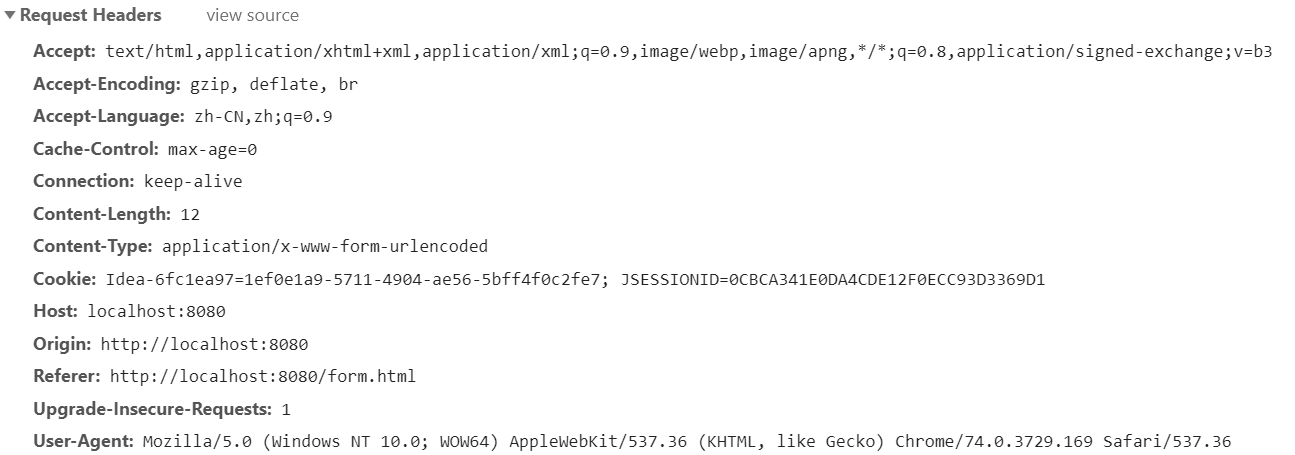 Request Headers view source
Accept: text/html,application/xhtml+xml,application/xml;q=0.9,image/webp,image/apng,*/*;q=0.8,application/signed-exchange;v=b3
Accept-Encoding: gzip, deflate, br
Accept-Language: zh-CN,zh;q=0.9
Cache-Control: max-age=0
Connection: keep-alive
Content-Length: 12
Content-Type: application/x-www-form-urlencoded
Cookie: Idea-6fc1ea97=1ef0e1a9-5711-4904-ae56-5bff4f0c2fe7; JSESSIONID=0CBCA341E0DA4CDE12F0ECC93D3369D1
Host: localhost:8080
Origin: http://localhost:8080
Referer: http://localhost:8080/form.html
Upgrade-Insecure-Requests: 1
User-Agent: Mozilla/5.0 (Windows NT 10.0; WOW64) AppleWebKit/537.36 (KHTML, like Gecko) Chrome/74.0.3729.169 Safari/537.36